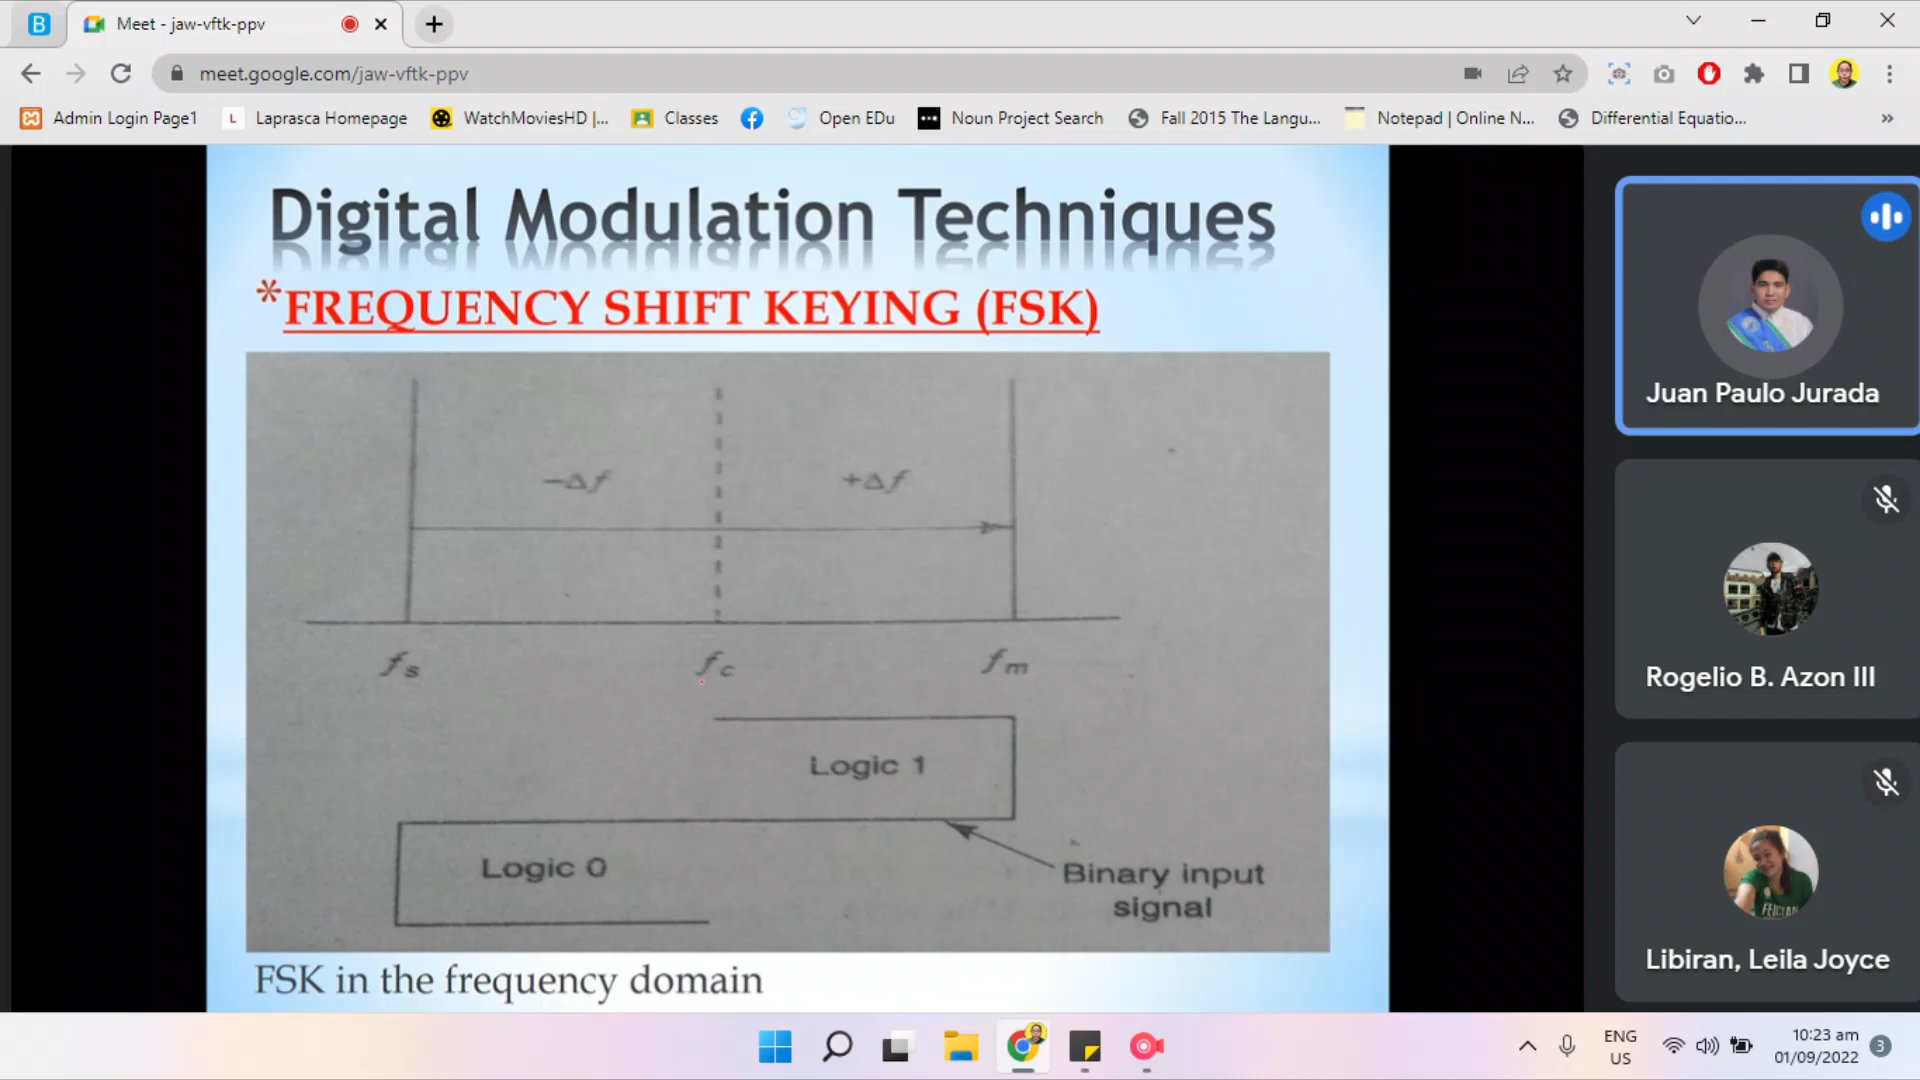 B
Meet - jaw-vftk-ppv
meet.google.com/jaw-vftk-ppv
Admin Login Page1
L Laprasca Homepage
WatchMoviesHD |...
Classes
Open EDu
Noun Project Search
Fall 2015 The Langu...
Notepad | Online N...
Differential Equatio...
»
Digital Modulation Techniques
*FREQUENCY SHIFT KEYING (FSK)
−Δf +Δf
fs fc fm
Logic 1
Logic 0
Binary input
signal
FSK in the frequency domain
Juan Paulo Jurada
Rogelio B. Azon III
Libiran, Leila Joyce
ENG
US
10:23 am
01/09/2022
3